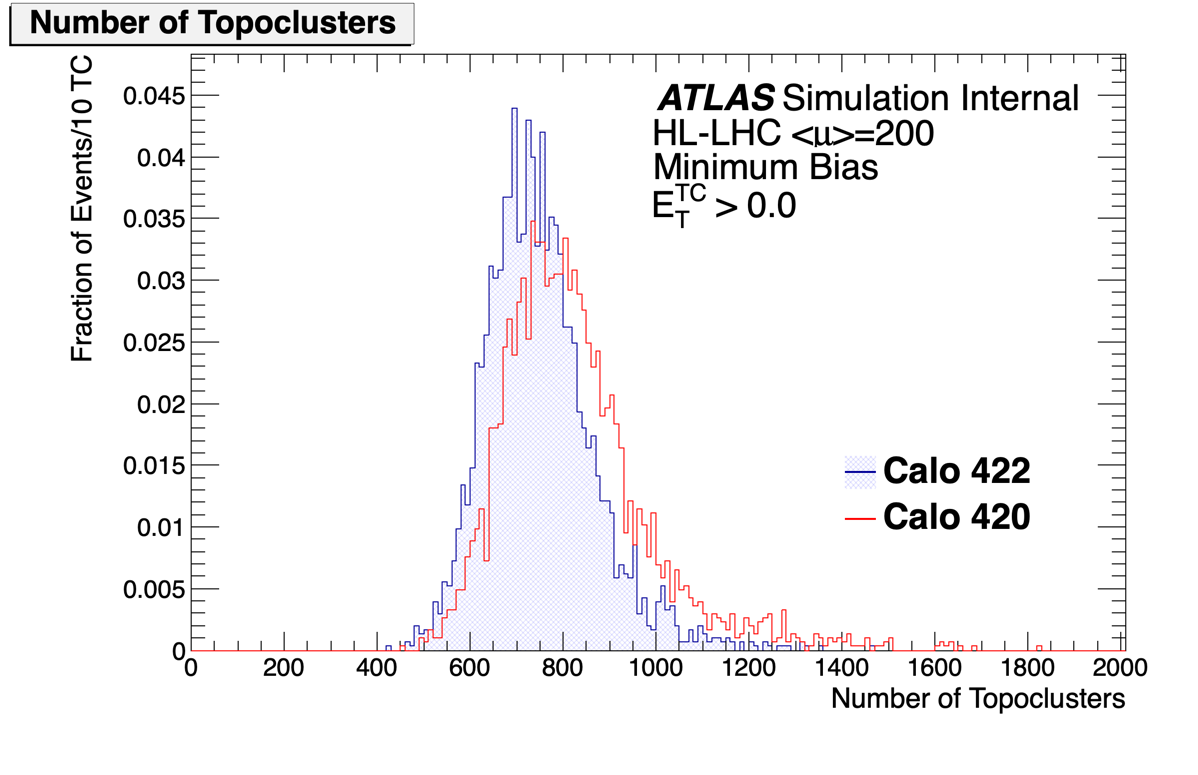 Number of Topoclusters
Fraction of Events/10 TC
0.045
0.04
0.035
0.03
0.025
0.02
0.015
0.01
0.005
0
ATLAS Simulation Internal
HL-LHC <μ>=200
Minimum Bias
E_T^TC > 0.0
Calo 422
Calo 420
0 200 400 600 800 1000 1200 1400 1600 1800 2000
Number of Topoclusters